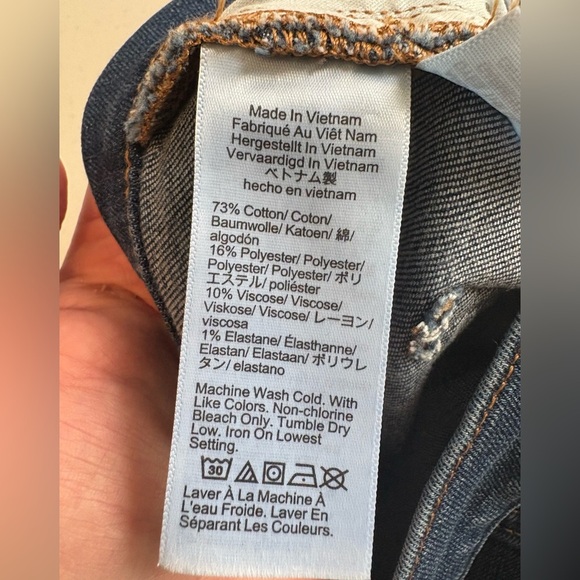 Made In Vietnam
Fabriqué Au Viêt Nam
Hergestellt In Vietnam
Vervaardigd In Vietnam
ベトナム製
hecho en vietnam
73% Cotton/ Coton/
Baumwolle/ Katoen/ 綿/
algodón
16% Polyester/ Polyester/
Polyester/ Polyester/ ポリ
エステル/ poliéster
10% Viscose/ Viscose/
Viskose/ Viscose/ レーヨン/
viscosa
1% Elastane/ Élasthanne/
Elastan/ Elastaan/ ポリウレ
タン/ elastano
Machine Wash Cold. With
Like Colors. Non-chlorine
Bleach Only. Tumble Dry
Low. Iron On Lowest
Setting.
30
Laver À La Machine À
L'eau Froide. Laver En
Séparant Les Couleurs.